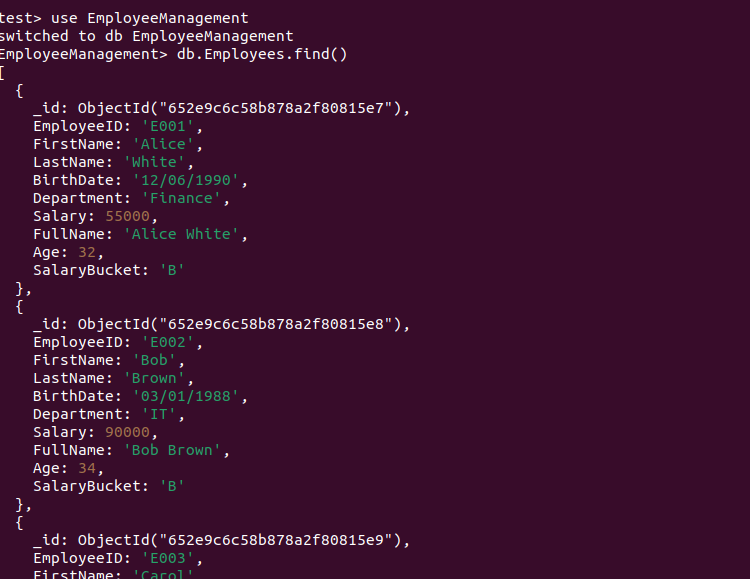 test> use EmployeeManagement
switched to db EmployeeManagement
EmployeeManagement> db.Employees.find()
[
  {
    _id: ObjectId("652e9c6c58b878a2f80815e7"),
    EmployeeID: 'E001',
    FirstName: 'Alice',
    LastName: 'White',
    BirthDate: '12/06/1990',
    Department: 'Finance',
    Salary: 55000,
    FullName: 'Alice White',
    Age: 32,
    SalaryBucket: 'B'
  },
  {
    _id: ObjectId("652e9c6c58b878a2f80815e8"),
    EmployeeID: 'E002',
    FirstName: 'Bob',
    LastName: 'Brown',
    BirthDate: '03/01/1988',
    Department: 'IT',
    Salary: 90000,
    FullName: 'Bob Brown',
    Age: 34,
    SalaryBucket: 'B'
  },
  {
    _id: ObjectId("652e9c6c58b878a2f80815e9"),
    EmployeeID: 'E003',
    FirstName: 'Carol'